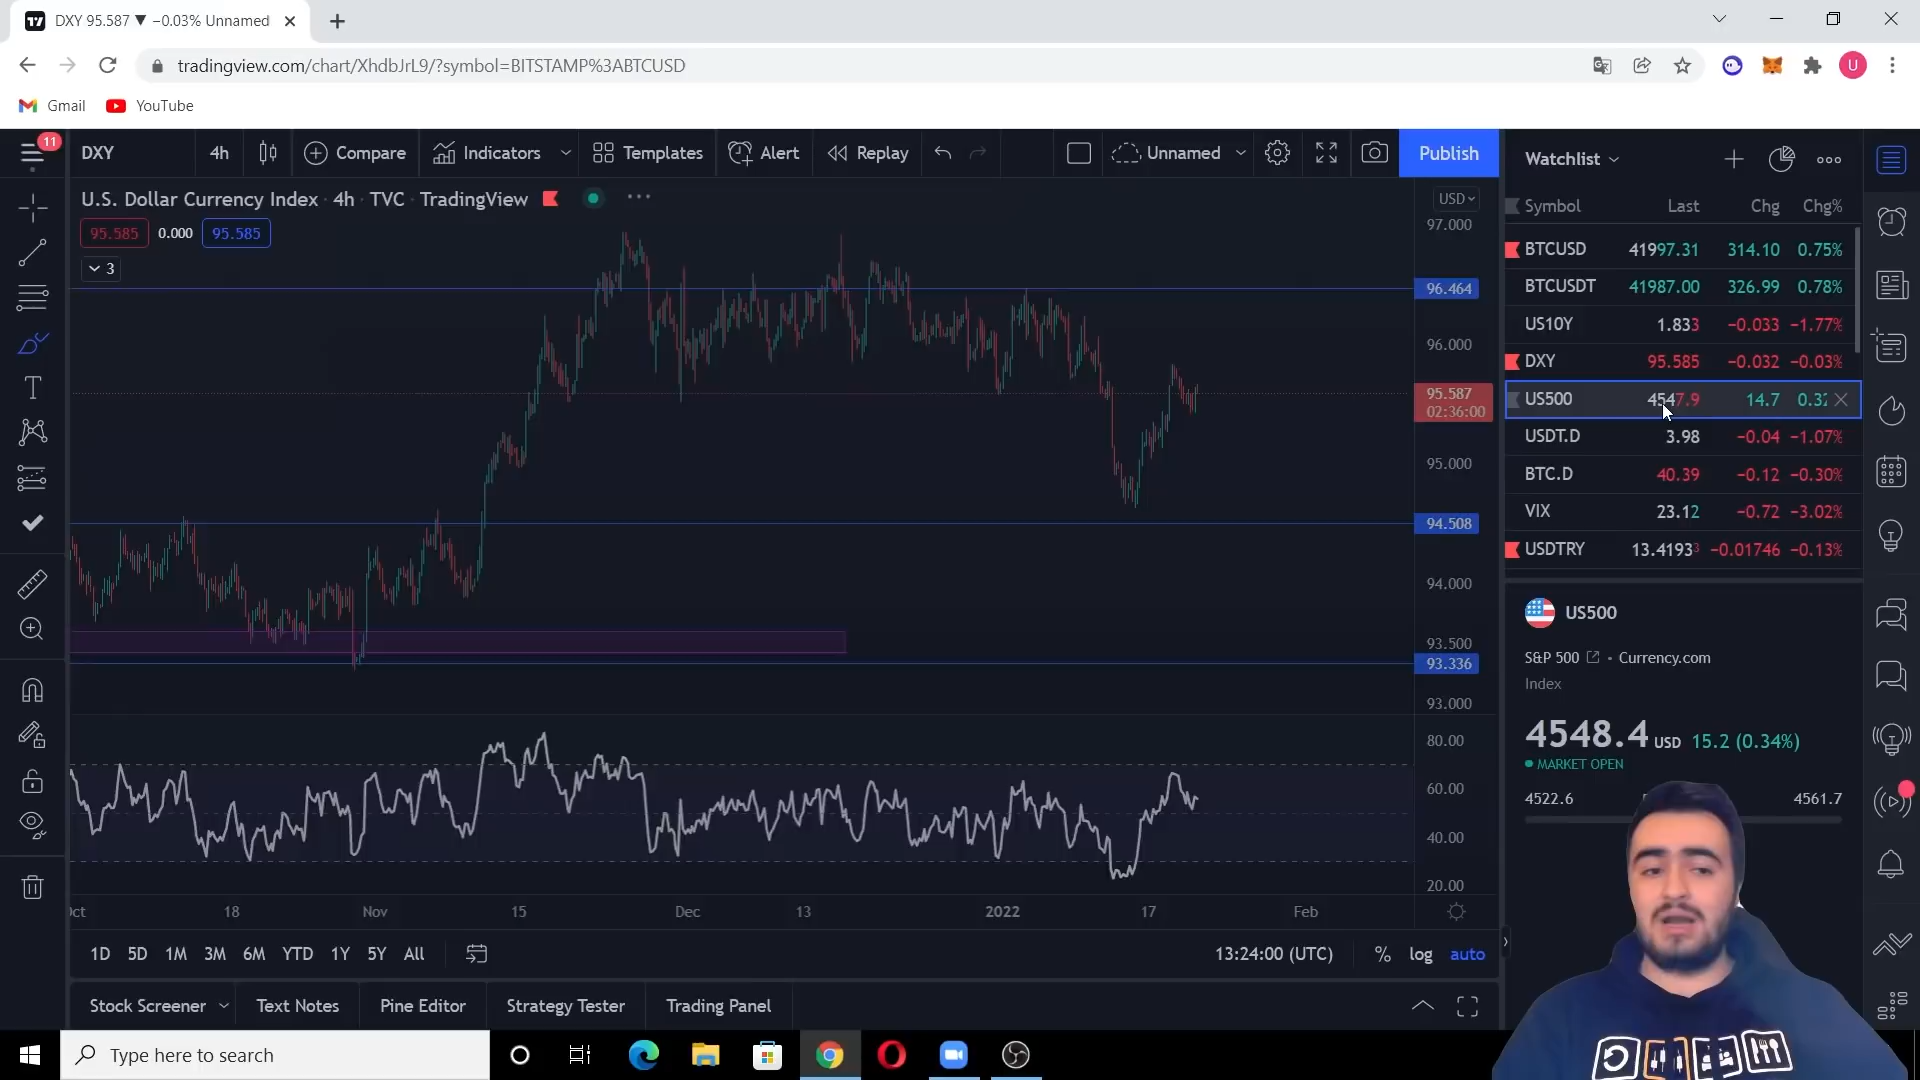 DXY 95.587 ▼ −0.03% Unnamed
tradingview.com/chart/XhdbJrL9/?symbol=BITSTAMP%3ABTCUSD
U
Gmail
YouTube
11
DXY
4h
Compare
Indicators
Templates
Alert
Replay
Unnamed
Publish
U.S. Dollar Currency Index · 4h · TVC · TradingView
95.585 0.000 95.585
3
USD
97.000
96.464
96.000
95.587
02:36:00
95.000
94.508
94.000
93.500
93.336
93.000
80.00
60.00
40.00
20.00
18 Nov 15 Dec 13 2022 17 Feb
1D 5D 1M 3M 6M YTD 1Y 5Y All
13:24:00 (UTC) % log auto
Stock Screener Text Notes Pine Editor Strategy Tester Trading Panel
Watchlist
Symbol Last Chg Chg%
BTCUSD 41997.31 314.10 0.75%
BTCUSDT 41987.00 326.99 0.78%
US10Y 1.833 −0.033 −1.77%
DXY 95.585 −0.032 −0.03%
US500 4547.9 14.7
USDT.D 3.98 −0.04 −1.07%
BTC.D 40.39 −0.12 −0.30%
VIX 23.12 −0.72 −3.02%
USDTRY 13.41933 −0.01746 −0.13%
US500
S&P 500 · Currency.com
Index
4548.4 USD 15.2 (0.34%)
MARKET OPEN
4522.6 4561.7
Type here to search